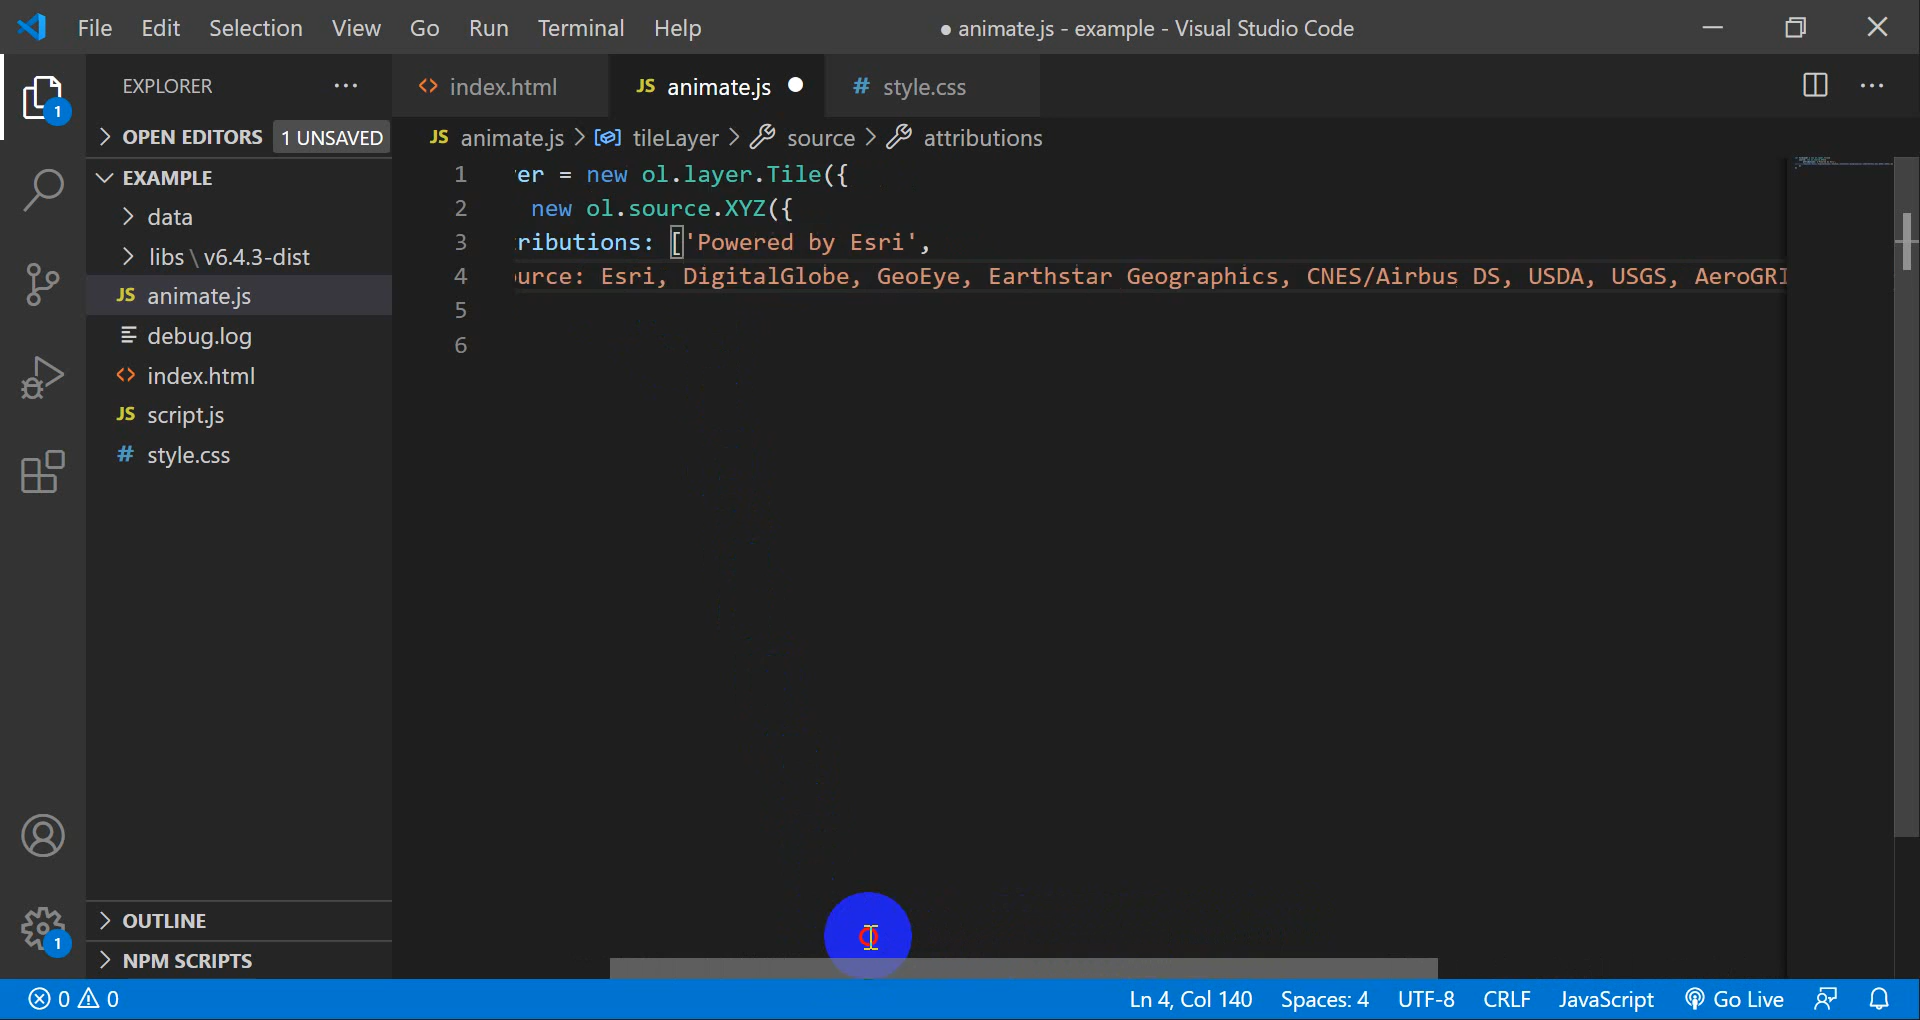 File Edit Selection View Go Run Terminal Help
● animate.js - example - Visual Studio Code
EXPLORER ···
<> index.html
JS animate.js ●
# style.css
···
1
OPEN EDITORS 1 UNSAVED
JS animate.js > tileLayer > source > attributions
EXAMPLE
data
libs \ v6.4.3-dist
JS animate.js
debug.log
<> index.html
JS script.js
# style.css
1 er = new ol.layer.Tile({
2 new ol.source.XYZ({
3 ributions: ['Powered by Esri',
4 urce: Esri, DigitalGlobe, GeoEye, Earthstar Geographics, CNES/Airbus DS, USDA, USGS, AeroGRI
5
6
OUTLINE
1
NPM SCRIPTS
0 0 Ln 4, Col 140 Spaces: 4 UTF-8 CRLF JavaScript Go Live